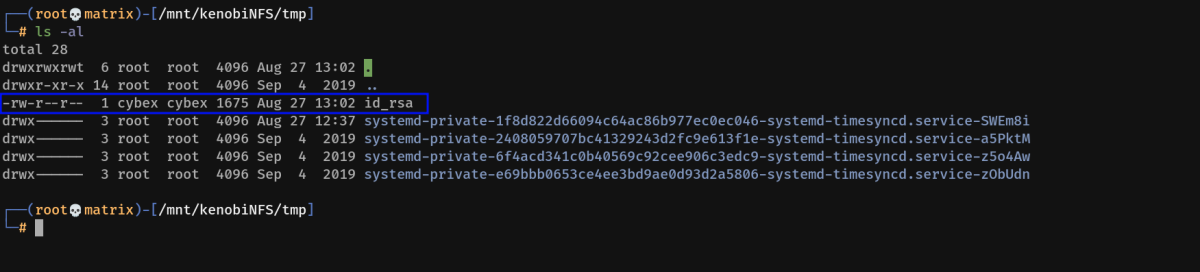 ┌──(root💀matrix)-[/mnt/kenobiNFS/tmp]
└─# ls -al
total 28
drwxrwxrwt  6 root  root  4096 Aug 27 13:02 .
drwxr-xr-x 14 root  root  4096 Sep  4  2019 ..
-rw-r--r--  1 cybex cybex 1675 Aug 27 13:02 id_rsa
drwx------  3 root  root  4096 Aug 27 12:37 systemd-private-1f8d822d66094c64ac86b977ec0ec046-systemd-timesyncd.service-SWEm8i
drwx------  3 root  root  4096 Sep  4  2019 systemd-private-2408059707bc41329243d2fc9e613f1e-systemd-timesyncd.service-a5PktM
drwx------  3 root  root  4096 Sep  4  2019 systemd-private-6f4acd341c0b40569c92cee906c3edc9-systemd-timesyncd.service-z5o4Aw
drwx------  3 root  root  4096 Sep  4  2019 systemd-private-e69bbb0653ce4ee3bd9ae0d93d2a5806-systemd-timesyncd.service-zObUdn
┌──(root💀matrix)-[/mnt/kenobiNFS/tmp]
└─#